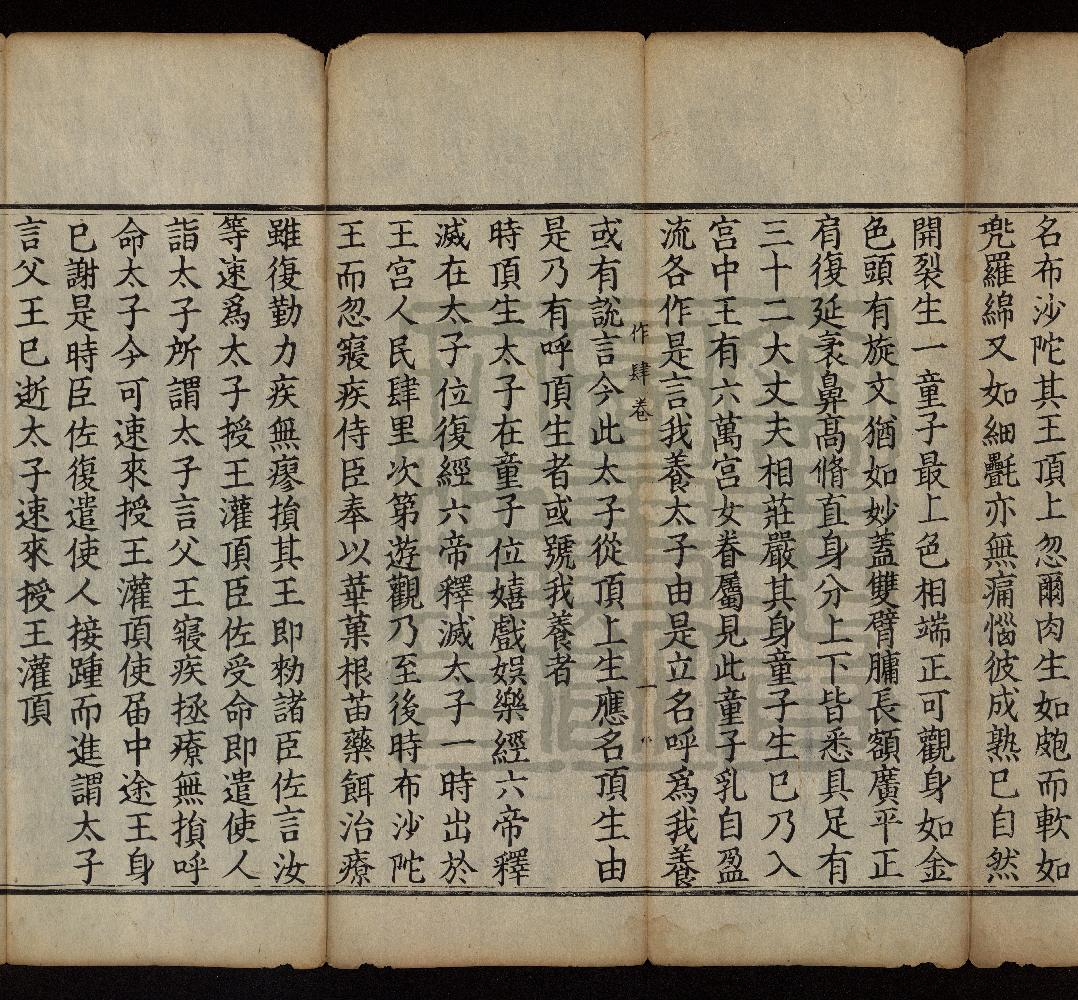 名布沙陀其王頂上忽爾肉生如皰而軟如
兠羅綿又如細㲲亦無痛惱彼成熟已自然
開裂生一童子最上色相端正可觀身如金
色頭有旋文猶如妙蓋雙臂𦟛長額廣平正
肩復延袤鼻高脩直身分上下皆悉具足有
三十二大丈夫相莊嚴其身童子生已乃入
宮中王有六萬宮女眷屬見此童子乳自盈
流各作是言我養太子由是立名呼爲我養
作肆卷 一
或有説言今此太子從頂上生應名頂生由
是乃有呼頂生者或號我養者
時頂生太子在童子位嬉戲娛樂經六帝釋
滅在太子位復經六帝釋滅太子一時出於
王宮人民肆里次第遊觀乃至後時布沙陀
王而忽寢疾侍臣奉以華菓根苗藥餌治療
雖復勤力疾無瘳損其王即勑諸臣佐言汝
等速爲太子授王灌頂臣佐受命即遣使人
詣太子所謂太子言父王寢疾拯療無損呼
命太子今可速來授王灌頂使届中途王身
已謝是時臣佐復遣使人接踵而進謂太子
言父王已逝太子速來授王灌頂